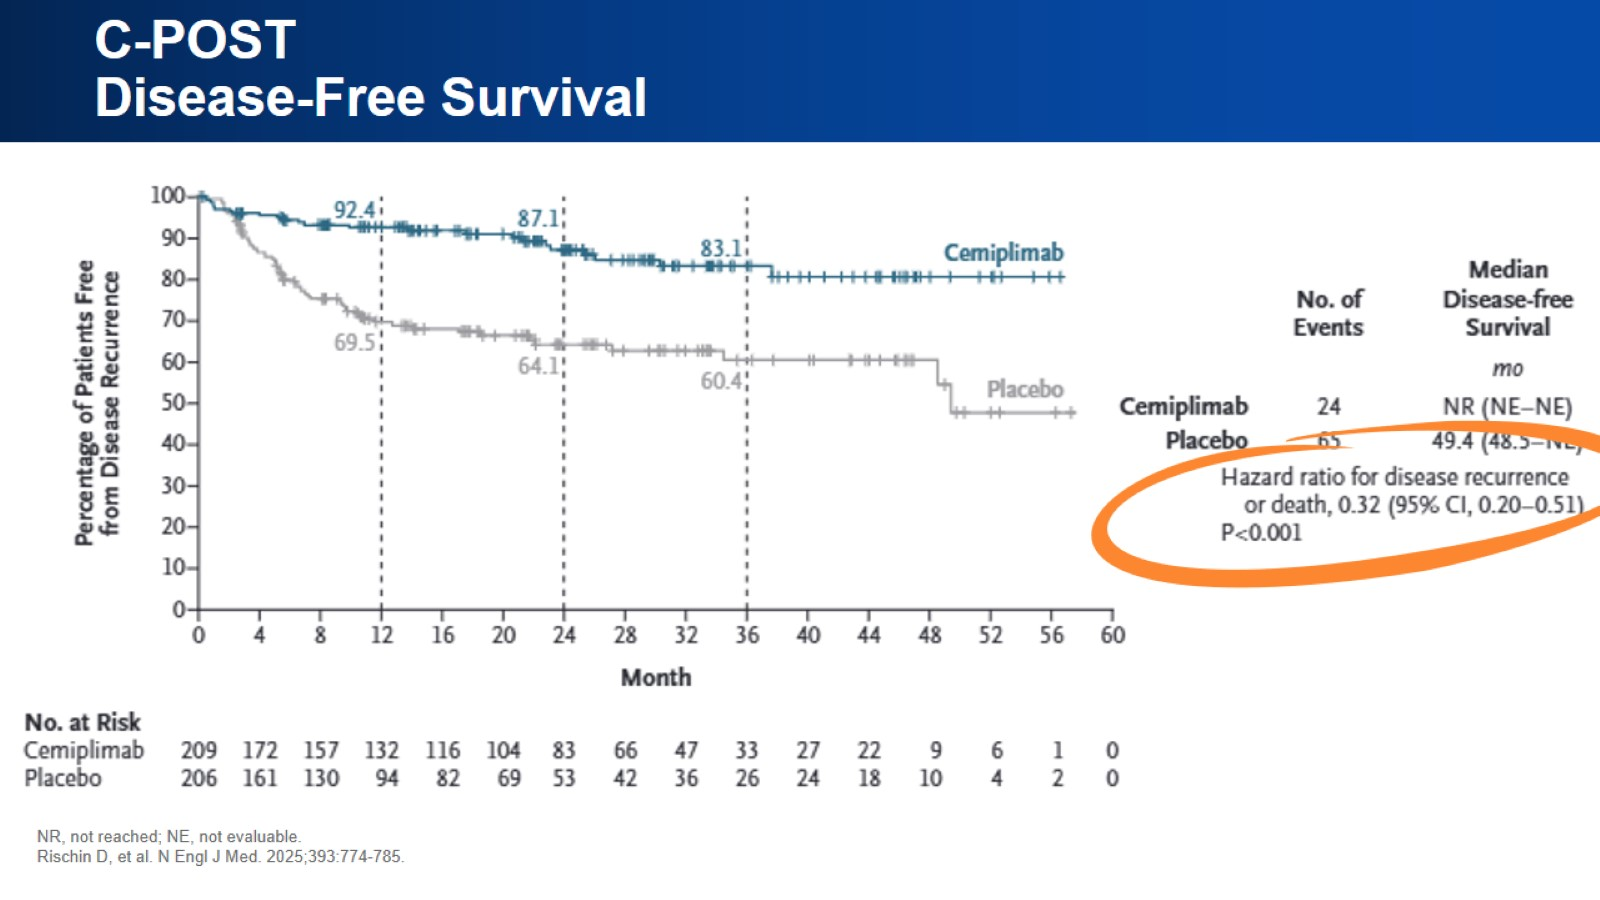 C-POST
Disease-Free Survival
Percentage of Patients Free
from Disease Recurrence
100
90
80
70
60
50
40
30
20
10
0
92.4
87.1
83.1
Cemiplimab
69.5
64.1
60.4
Placebo
0 4 8 12 16 20 24 28 32 36 40 44 48 52 56 60
Month
No. of
Events
Median
Disease-free
Survival
mo
Cemiplimab 24 NR (NE–NE)
Placebo 65 49.4 (48.5–NE)
Hazard ratio for disease recurrence
or death, 0.32 (95% CI, 0.20–0.51)
P<0.001
No. at Risk
Cemiplimab 209 172 157 132 116 104 83 66 47 33 27 22 9 6 1 0
Placebo 206 161 130 94 82 69 53 42 36 26 24 18 10 4 2 0
NR, not reached; NE, not evaluable.
Rischin D, et al. N Engl J Med. 2025;393:774-785.